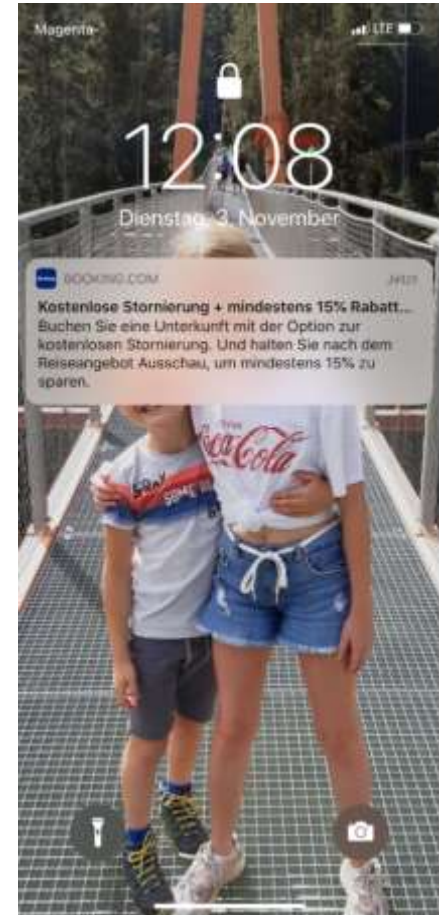 Magenta-
LTE
12:08
Dienstag, 3. November
BOOKING.COM
Jetzt
Kostenlose Stornierung + mindestens 15% Rabatt...
Buchen Sie eine Unterkunft mit der Option zur
kostenlosen Stornierung. Und halten Sie nach dem
Reiseangebot Ausschau, um mindestens 15% zu
sparen.
Coca-Cola
SOME